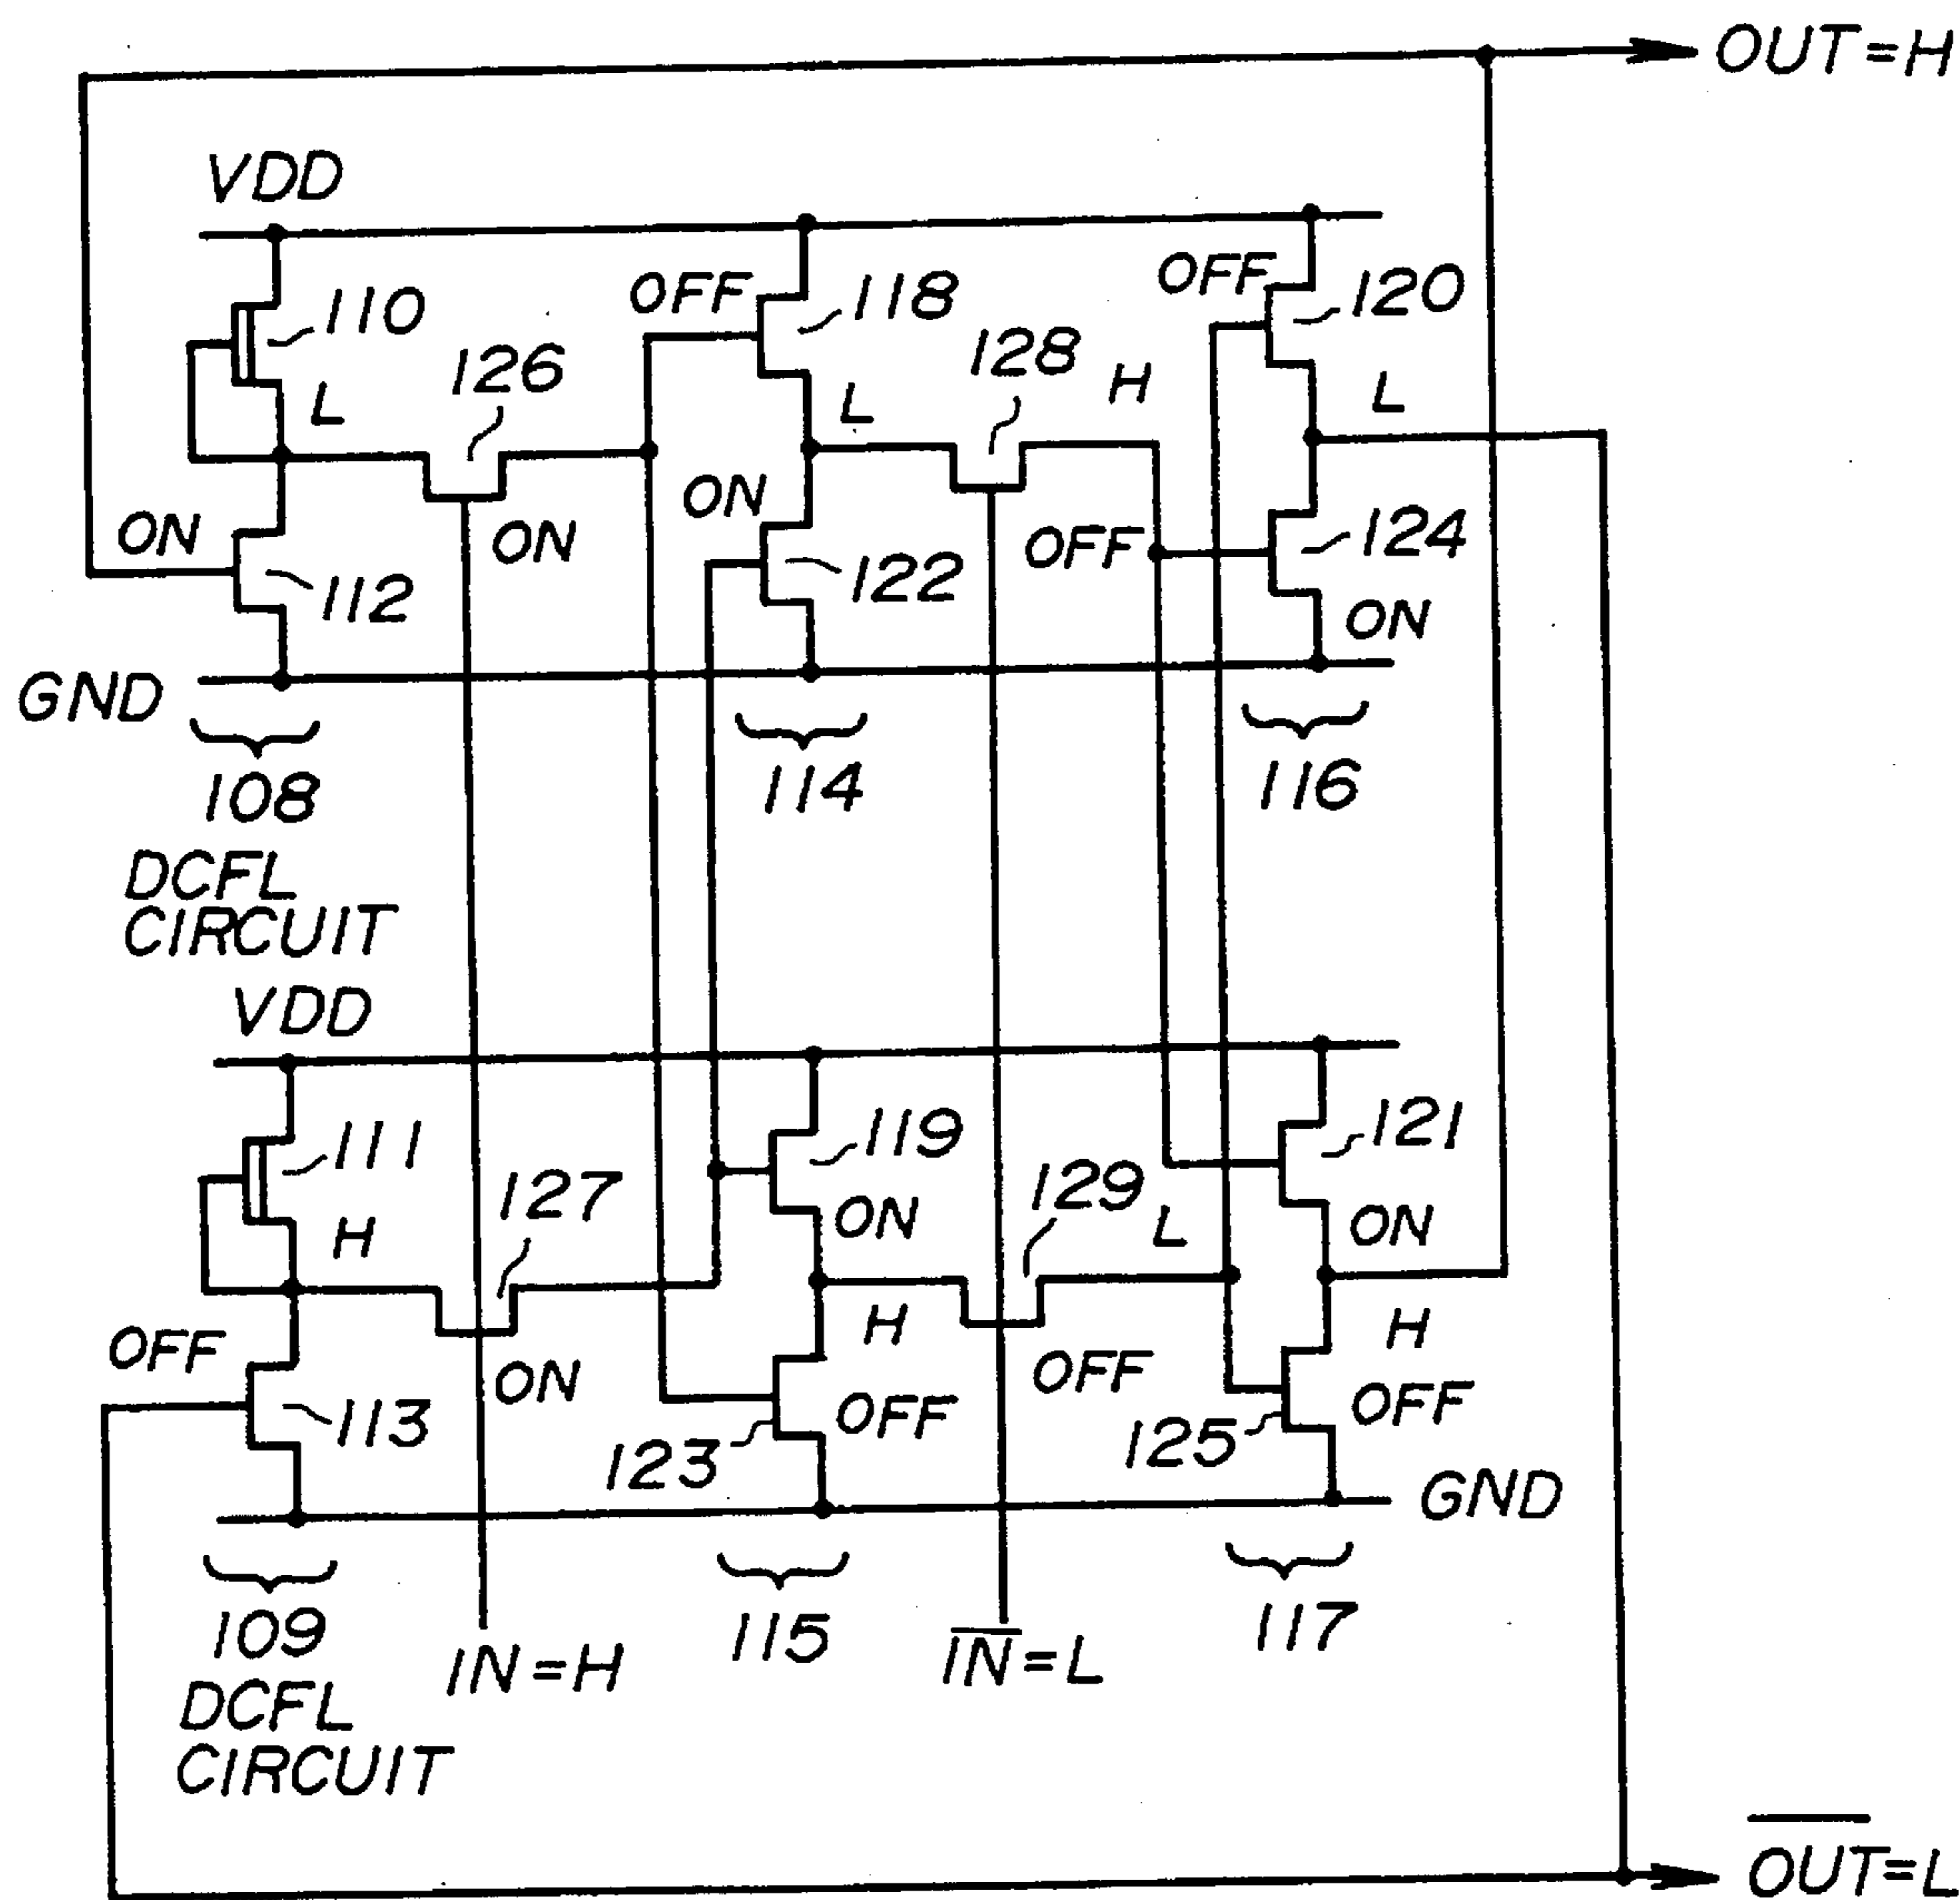 OUT=H
VDD
110
L
126
OFF
118
128
H
OFF
120
L
L
ON
112
ON
ON
122
OFF
124
ON
GND
108
DCFL
CIRCUIT
114
116
VDD
111
H
127
119
ON
129
L
121
ON
OFF
113
ON
H
OFF
123
OFF
H
OFF
125
GND
109
DCFL
CIRCUIT
IN=H
115
I̅N̅=L
117
O̅U̅T̅=L